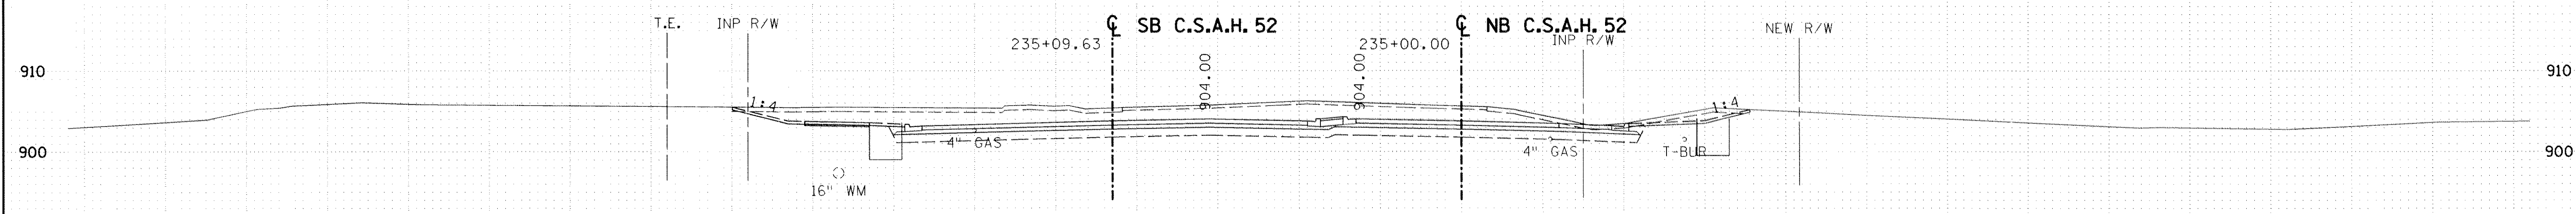 T.E.
INP R/W
℄ SB C.S.A.H. 52
235+09.63
904.00
904.00
℄ NB C.S.A.H. 52
235+00.00
INP R/W
NEW R/W
910
910
1:4
1:4
4" GAS
4" GAS
T-BUR
900
900
16" WM